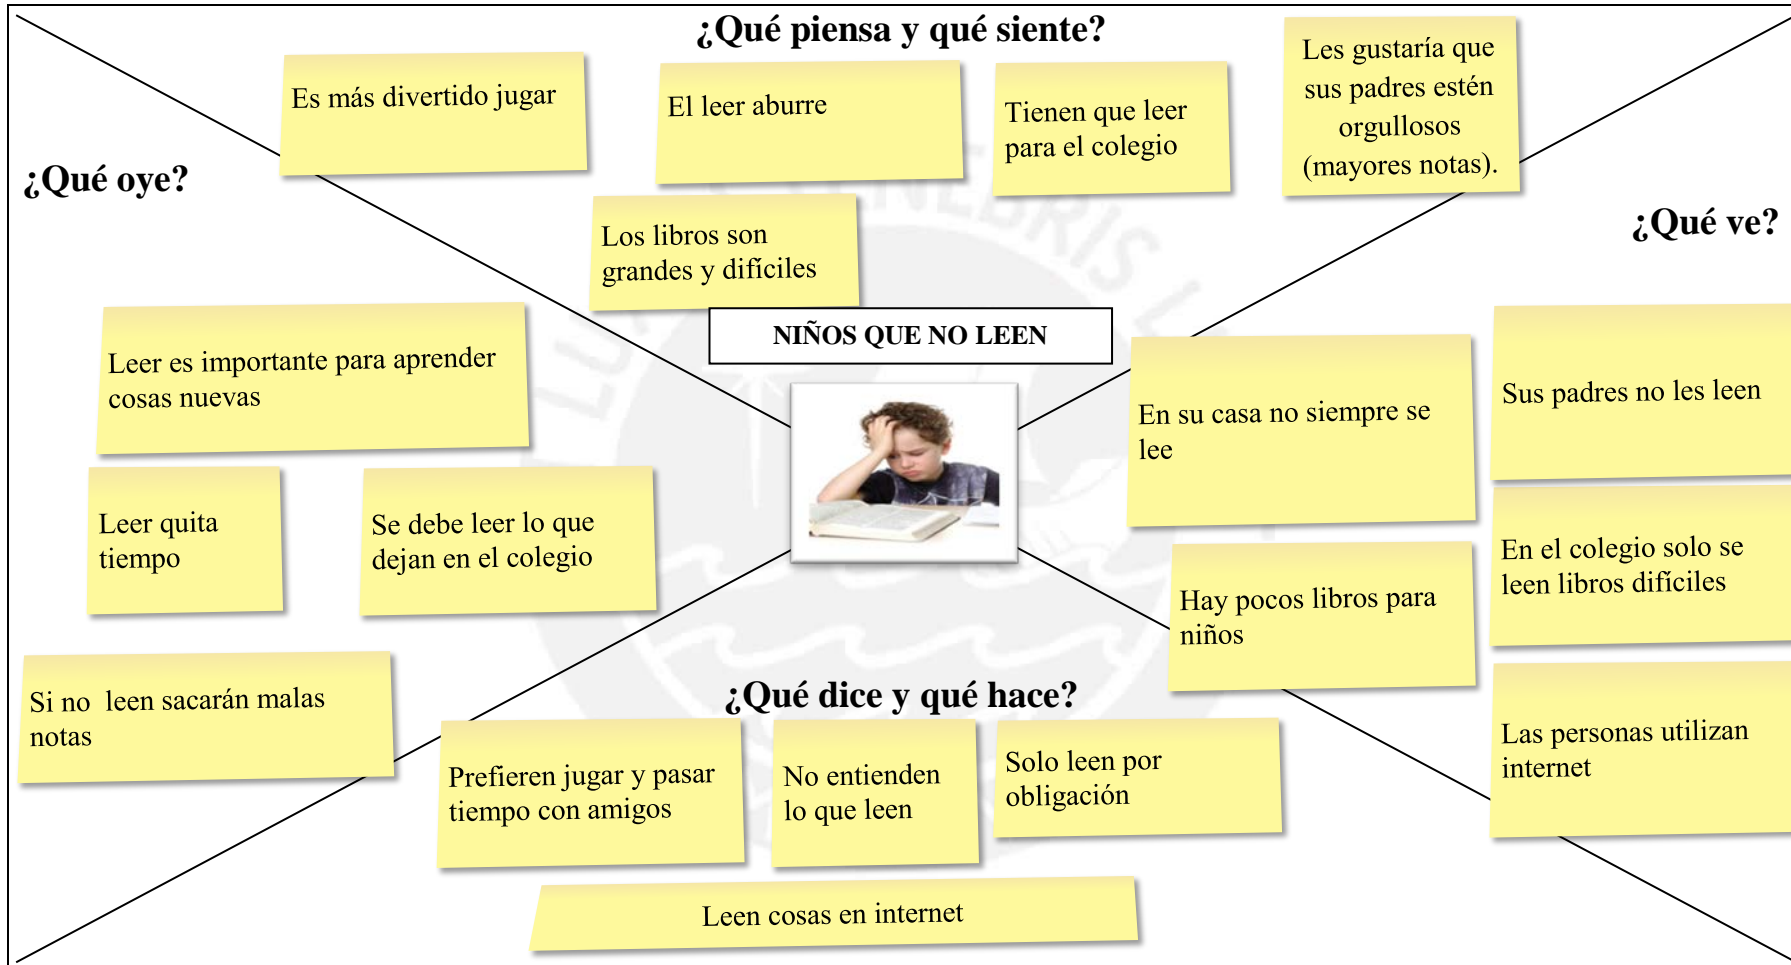 ¿Qué piensa y qué siente?
Es más divertido jugar
El leer aburre
Tienen que leer
para el colegio
Les gustaría que
sus padres estén
orgullosos
(mayores notas).
Los libros son
grandes y difíciles
¿Qué oye?
Leer es importante para aprender
cosas nuevas
Leer quita
tiempo
Se debe leer lo que
dejan en el colegio
Si no  leen sacarán malas
notas
NIÑOS QUE NO LEEN
¿Qué ve?
En su casa no siempre se
lee
Sus padres no les leen
Hay pocos libros para
niños
En el colegio solo se
leen libros difíciles
Las personas utilizan
internet
¿Qué dice y qué hace?
Prefieren jugar y pasar
tiempo con amigos
No entienden
lo que leen
Solo leen por
obligación
Leen cosas en internet